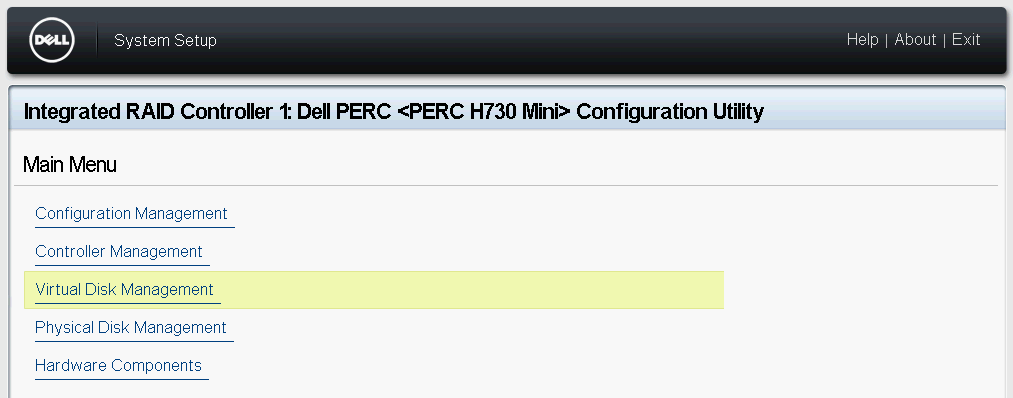 DELL
System Setup
Help | About | Exit
Integrated RAID Controller 1: Dell PERC <PERC H730 Mini> Configuration Utility
Main Menu
Configuration Management
Controller Management
Virtual Disk Management
Physical Disk Management
Hardware Components